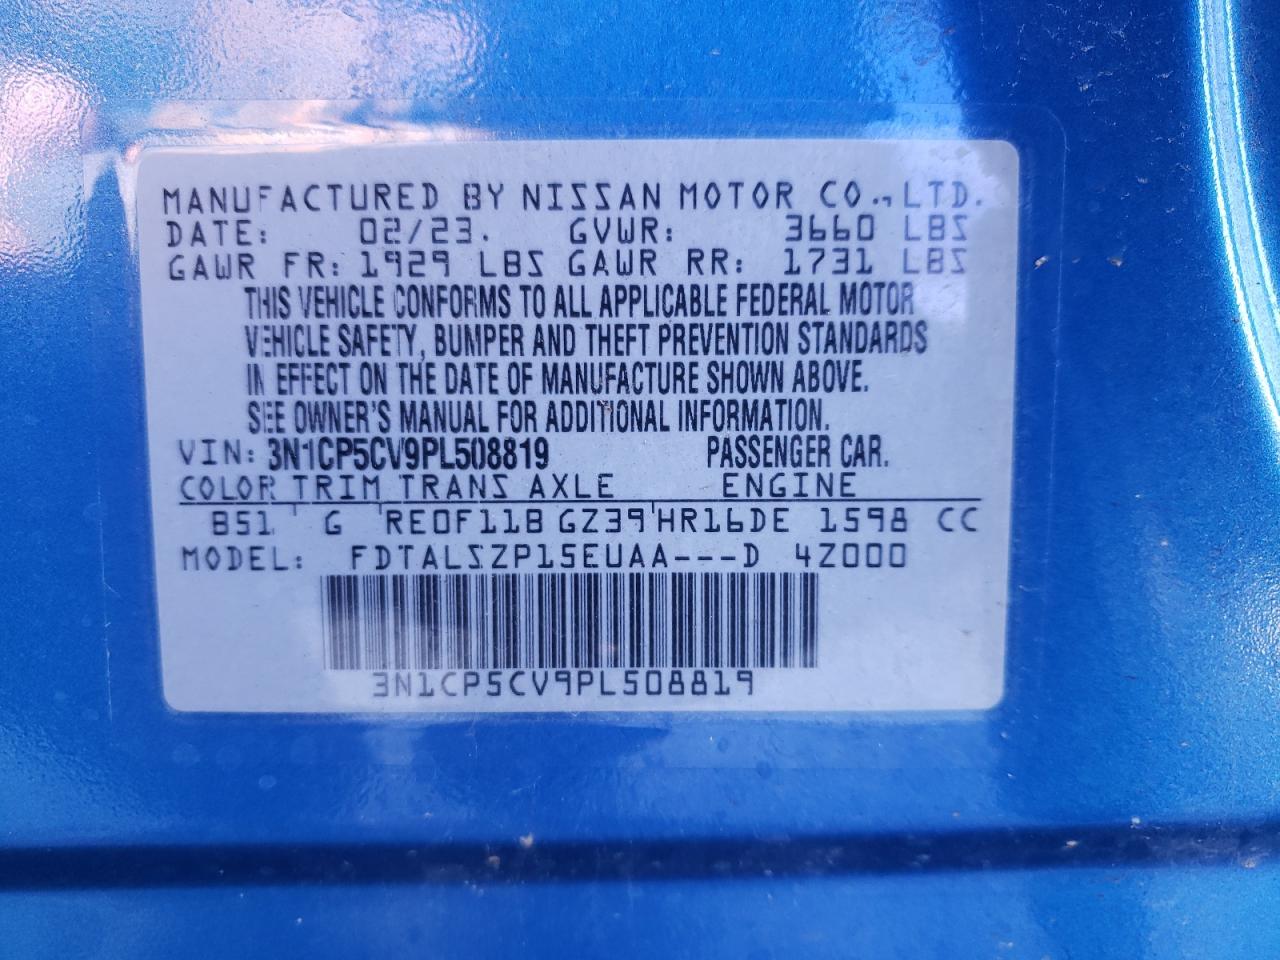 MANUFACTURED BY NISSAN MOTOR CO., LTD.
DATE: 02/23. GVWR: 3660 LBS
GAWR FR: 1929 LBS GAWR RR: 1731 LBS
THIS VEHICLE CONFORMS TO ALL APPLICABLE FEDERAL MOTOR
VEHICLE SAFETY, BUMPER AND THEFT PREVENTION STANDARDS
IN EFFECT ON THE DATE OF MANUFACTURE SHOWN ABOVE.
SEE OWNER'S MANUAL FOR ADDITIONAL INFORMATION.
VIN: 3N1CP5CV9PL508819 PASSENGER CAR.
COLOR TRIM TRANS AXLE ENGINE
B51 ' G 'RE0F11B GZ39'HR16DE 1598 CC
MODEL: FDTALSZP15EUAA---D 4Z000
3N1CP5CV9PL508819